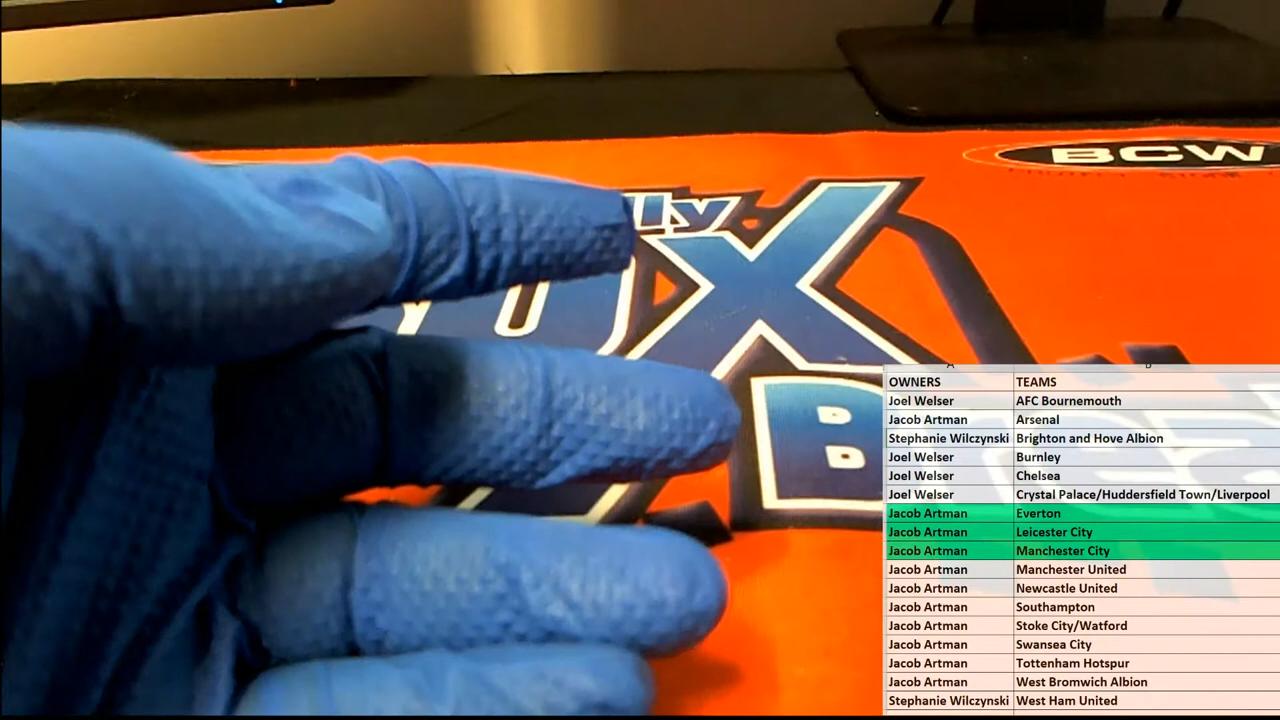 BCW
lly
X
B
OWNERS TEAMS
Joel Welser AFC Bournemouth
Jacob Artman Arsenal
Stephanie Wilczynski Brighton and Hove Albion
Joel Welser Burnley
Joel Welser Chelsea
Joel Welser Crystal Palace/Huddersfield Town/Liverpool
Jacob Artman Everton
Jacob Artman Leicester City
Jacob Artman Manchester City
Jacob Artman Manchester United
Jacob Artman Newcastle United
Jacob Artman Southampton
Jacob Artman Stoke City/Watford
Jacob Artman Swansea City
Jacob Artman Tottenham Hotspur
Jacob Artman West Bromwich Albion
Stephanie Wilczynski West Ham United